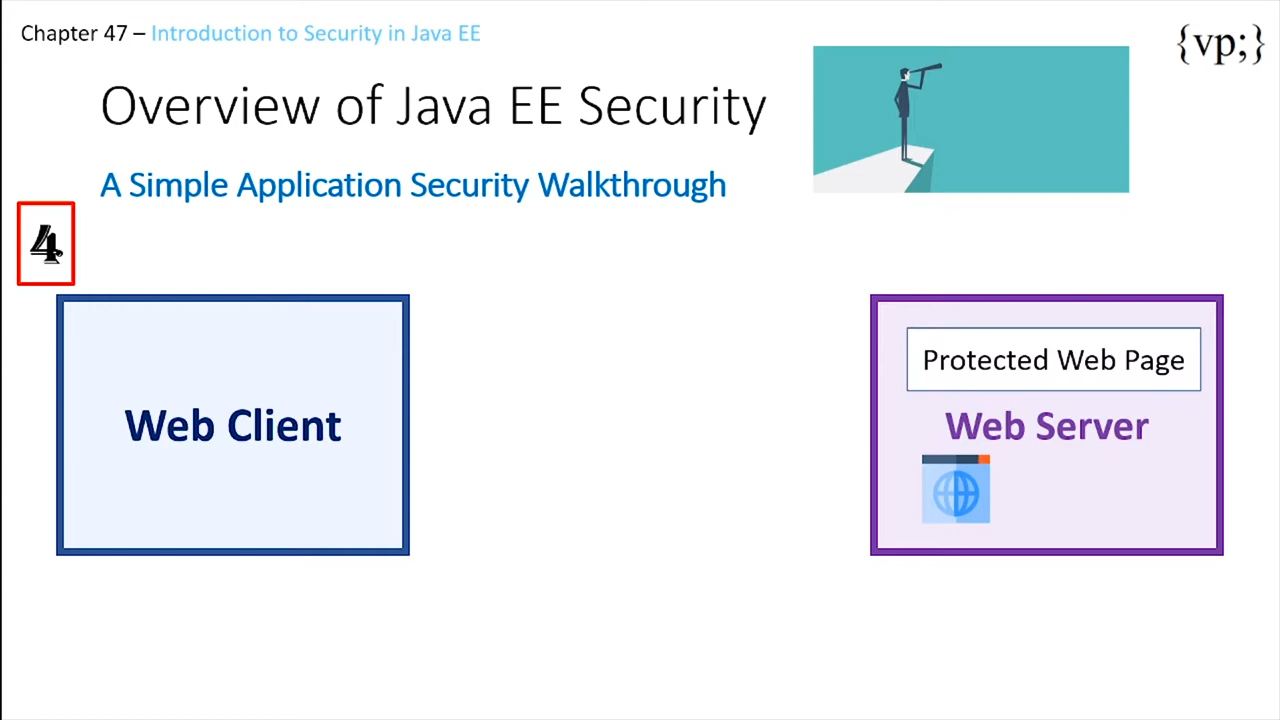 Chapter 47 – Introduction to Security in Java EE
{vp;}
Overview of Java EE Security
A Simple Application Security Walkthrough
4
Web Client
Protected Web Page
Web Server